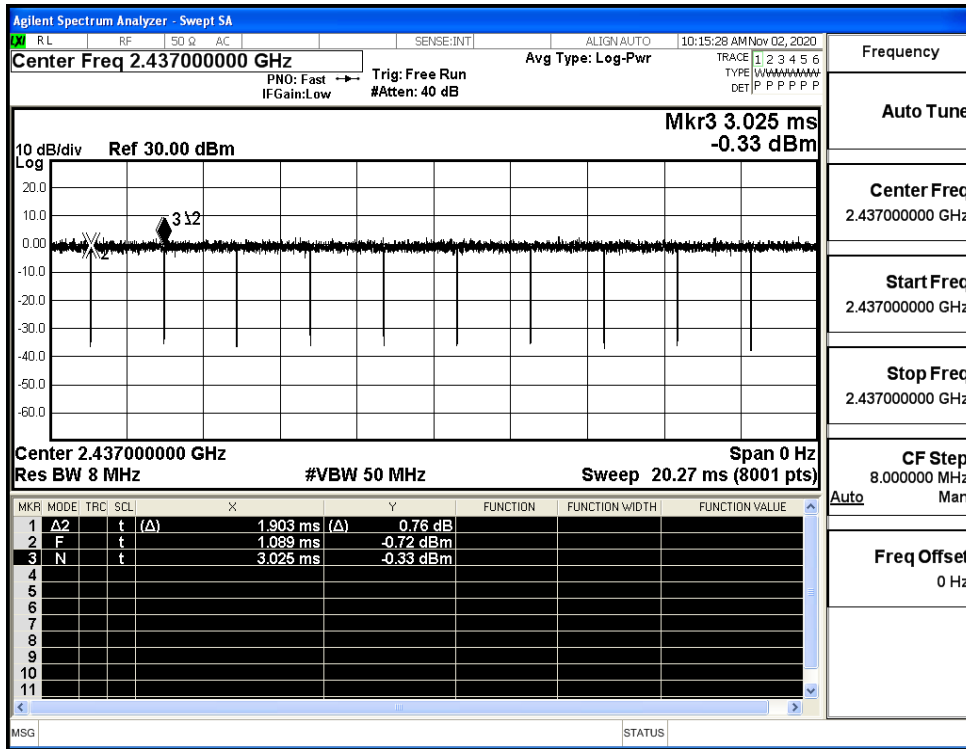 Agilent Spectrum Analyzer - Swept SA
LXI RL RF 50 Ω AC SENSE:INT ALIGN AUTO 10:15:28 AM Nov 02, 2020
Center Freq 2.437000000 GHz
PNO: Fast
IFGain:Low
Trig: Free Run
#Atten: 40 dB
Avg Type: Log-Pwr
TRACE 1 2 3 4 5 6
TYPE WWWWWW
DET P P P P P P
Mkr3 3.025 ms
-0.33 dBm
10 dB/div Ref 30.00 dBm
Log
20.0
10.0
0.00
-10.0
-20.0
-30.0
-40.0
-50.0
-60.0
3 1Δ2
2
Center 2.437000000 GHz Span 0 Hz
Res BW 8 MHz #VBW 50 MHz Sweep 20.27 ms (8001 pts)
MKR MODE TRC SCL X Y FUNCTION FUNCTION WIDTH FUNCTION VALUE
1 Δ2 t (Δ) 1.903 ms (Δ) 0.76 dB
2 F t 1.089 ms -0.72 dBm
3 N t 3.025 ms -0.33 dBm
4
5
6
7
8
9
10
11
MSG STATUS
Frequency
Auto Tune
Center Freq
2.437000000 GHz
Start Freq
2.437000000 GHz
Stop Freq
2.437000000 GHz
CF Step
8.000000 MHz
Auto Man
Freq Offset
0 Hz